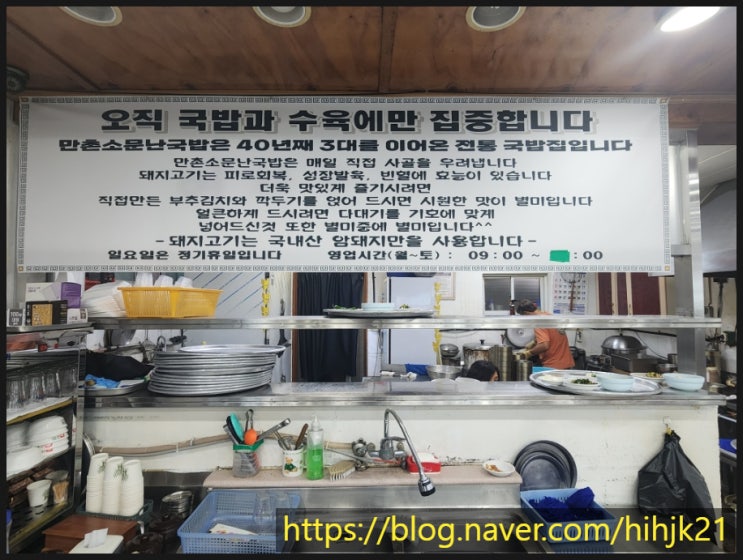 오직 국밥과 수육에만 집중합니다
만촌소문난국밥은 40년째 3대를 이어온 전통 국밥집입니다
만촌소문난국밥은 매일 직접 사골을 우려냅니다
돼지고기는 피로회복, 성장발육, 빈열에 효능이 있습니다
더욱 맛있게 즐기시려면
직접만든 부추김치와 깍두기를 얹어 드시면 시원한 맛이 별미입니다
얼큰하게 드시려면 다대기를 기호에 맞게
넣어드신것 또한 별미중에 별미입니다^^
- 돼지고기는 국내산 암돼지만을 사용합니다 -
일요일은 정기휴일입니다 영업시간(월~토) : 09:00 ~ :00
https://blog.naver.com/hihjk21